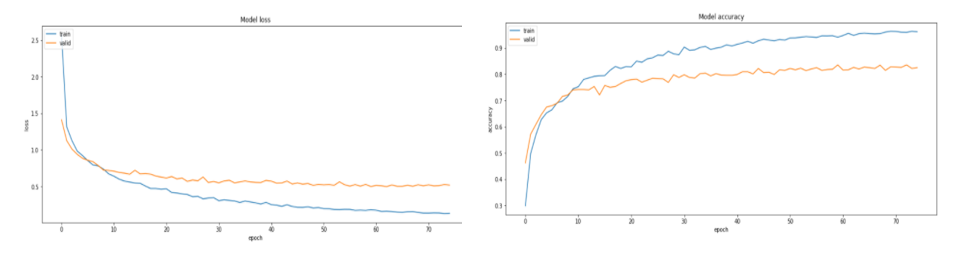 Model loss
train
valid
2.5
2.0
1.5
1.0
0.5
loss
0 10 20 30 40 50 60 70
epoch
Model accuracy
train
valid
0.9
0.8
0.7
0.6
0.5
0.4
0.3
accuracy
0 10 20 30 40 50 60 70
epoch